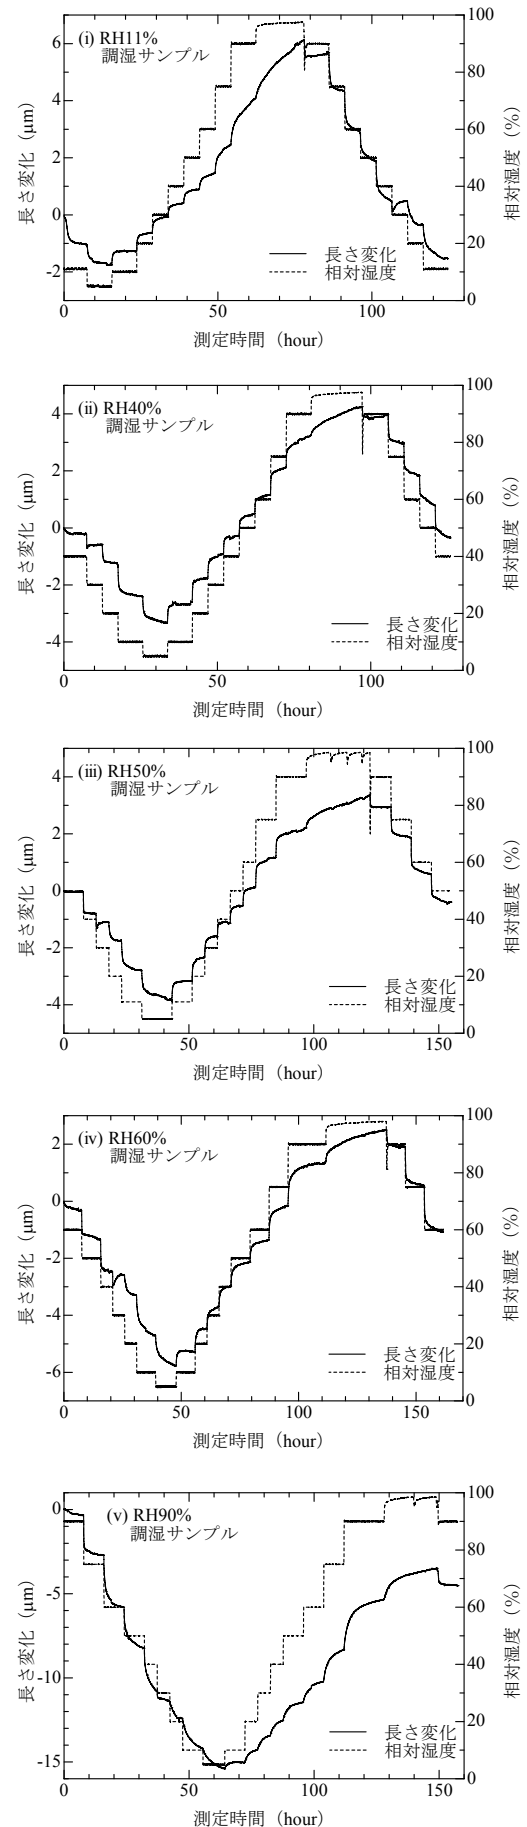 (i) RH11%
調湿サンプル
6
4
2
0
-2
長さ変化（μm）
100
80
60
40
20
0
相対湿度（%）
長さ変化
相対湿度
0
50
100
測定時間（hour）
(ii) RH40%
調湿サンプル
4
2
0
-2
-4
長さ変化（μm）
100
80
60
40
20
0
相対湿度（%）
長さ変化
相対湿度
0
50
100
測定時間（hour）
(iii) RH50%
調湿サンプル
4
2
0
-2
-4
長さ変化（μm）
100
80
60
40
20
0
相対湿度（%）
長さ変化
相対湿度
0
50
100
150
測定時間（hour）
(iv) RH60%
調湿サンプル
2
0
-2
-4
-6
長さ変化（μm）
100
80
60
40
20
0
相対湿度（%）
長さ変化
相対湿度
0
50
100
150
測定時間（hour）
(v) RH90%
調湿サンプル
0
-5
-10
-15
長さ変化（μm）
100
80
60
40
20
0
相対湿度（%）
長さ変化
相対湿度
0
50
100
150
測定時間（hour）